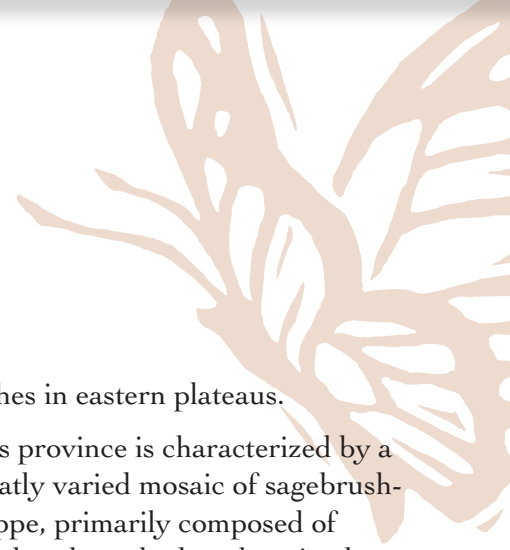 hes in eastern plateaus.
s province is characterized by a
atly varied mosaic of sagebrush-
ppe, primarily composed of